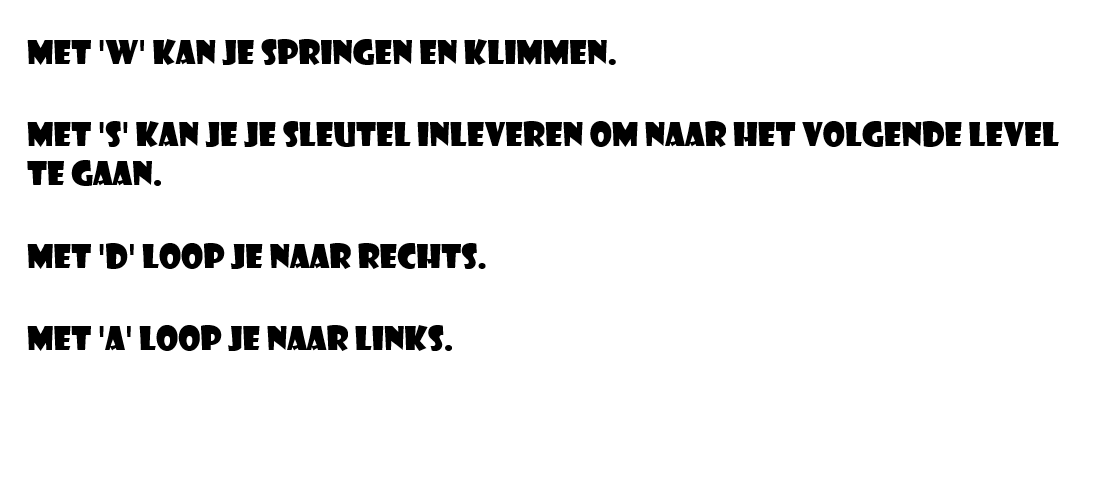 MET 'W' KAN JE SPRINGEN EN KLIMMEN.
MET 'S' KAN JE JE SLEUTEL INLEVEREN OM NAAR HET VOLGENDE LEVEL
TE GAAN.
MET 'D' LOOP JE NAAR RECHTS.
MET 'A' LOOP JE NAAR LINKS.